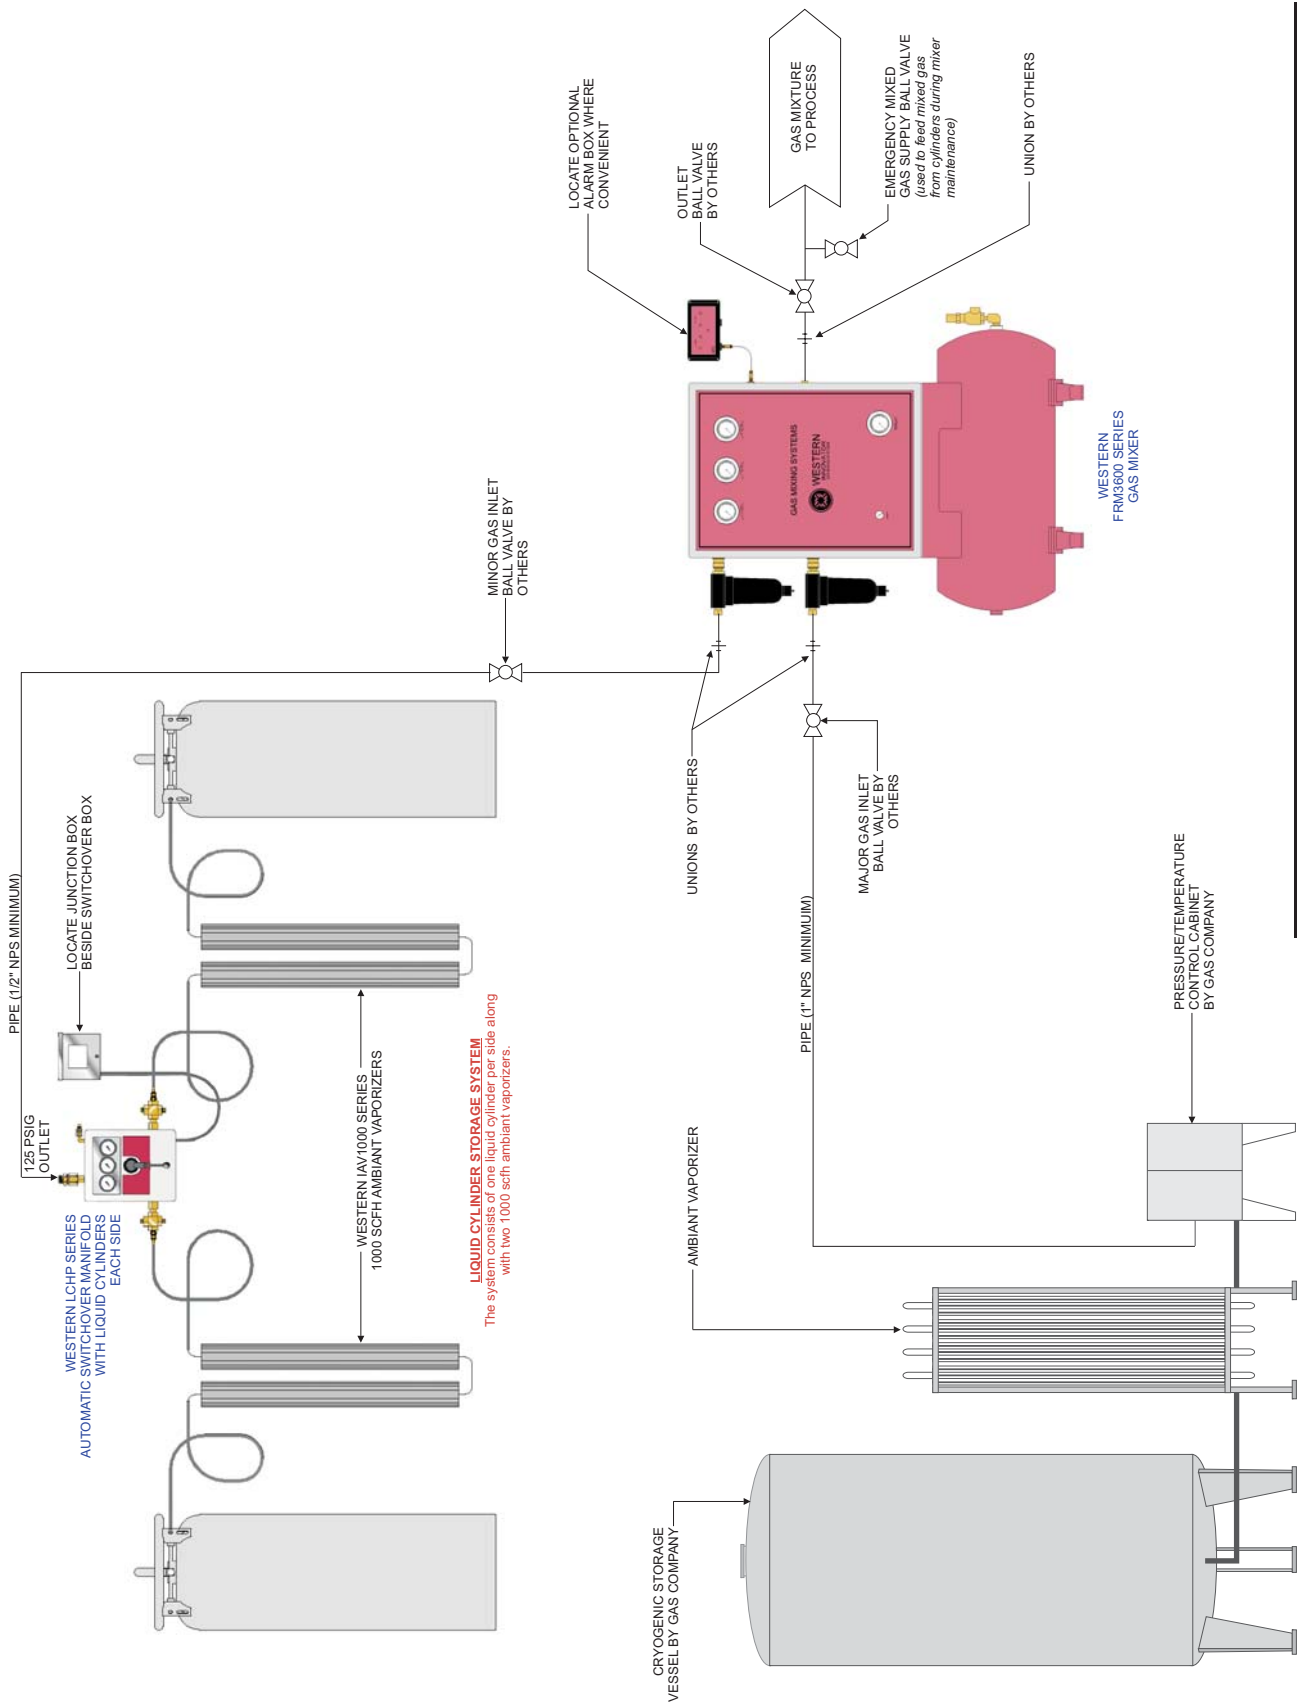 PIPE (1/2" NPS MINIMUM)
125 PSIG
OUTLET
LOCATE JUNCTION BOX
BESIDE SWITCHOVER BOX
WESTERN LCHP SERIES
AUTOMATIC SWITCHOVER MANIFOLD
WITH LIQUID CYLINDERS
EACH SIDE
WESTERN IAV1000 SERIES
1000 SCFH AMBIANT VAPORIZERS
LIQUID CYLINDER STORAGE SYSTEM
The system consists of one liquid cylinder per side along
with two 1000 scfh ambiant vaporizers.
MINOR GAS INLET
BALL VALVE BY
OTHERS
LOCATE OPTIONAL
ALARM BOX WHERE
CONVENIENT
OUTLET
BALL VALVE
BY OTHERS
GAS MIXTURE
TO PROCESS
EMERGENCY MIXED
GAS SUPPLY BALL VALVE
(used to feed mixed gas
from cylinders during mixer
maintenance)
UNION BY OTHERS
GAS MIXING SYSTEMS
WESTERN
INNOVATOR
WESTERN
FRM3600 SERIES
GAS MIXER
UNIONS BY OTHERS
MAJOR GAS INLET
BALL VALVE BY
OTHERS
PIPE (1" NPS MINIMUIM)
PRESSURE/TEMPERATURE
CONTROL CABINET
BY GAS COMPANY
AMBIANT VAPORIZER
CRYOGENIC STORAGE
VESSEL BY GAS COMPANY